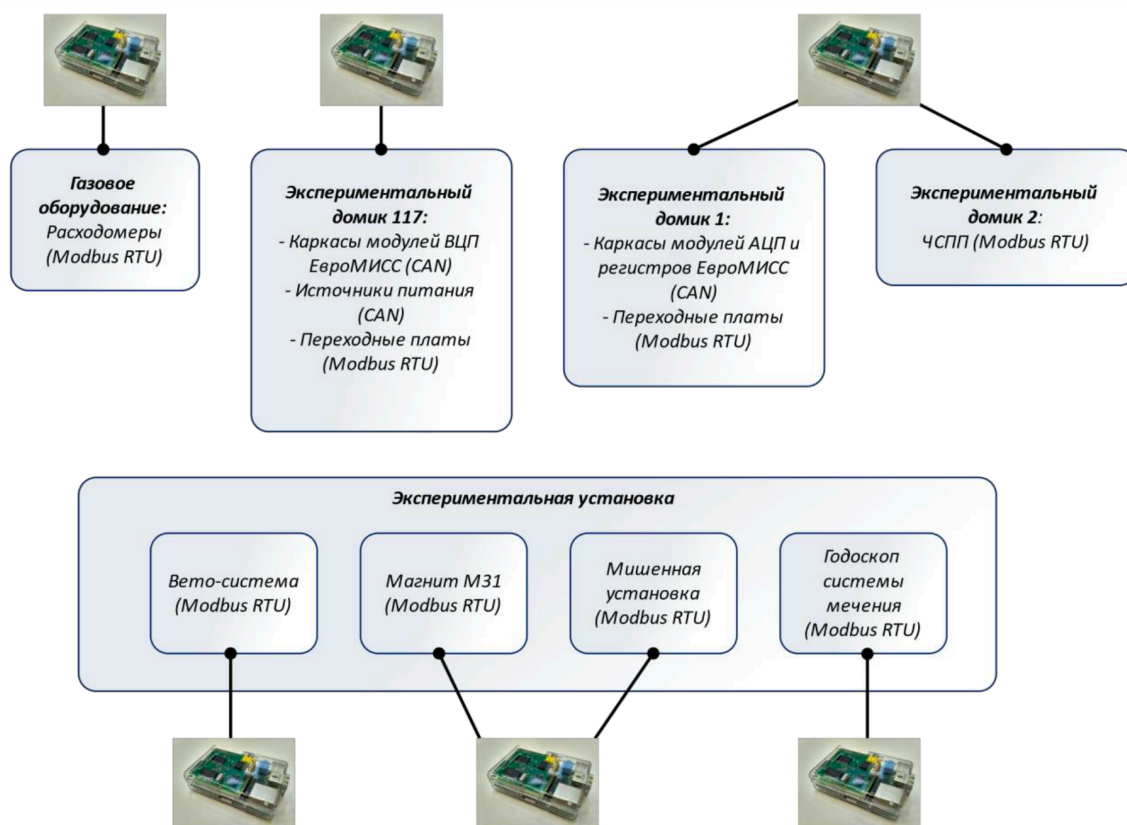 Газовое
оборудование:
Расходомеры
(Modbus RTU)
Экспериментальный
домик 117:
- Каркасы модулей ВЦП
ЕвроМИСС (CAN)
- Источники питания
(CAN)
- Переходные платы
(Modbus RTU)
Экспериментальный
домик 1:
- Каркасы модулей АЦП и
регистров ЕвроМИСС
(CAN)
- Переходные платы
(Modbus RTU)
Экспериментальный
домик 2:
ЧСПП (Modbus RTU)
Экспериментальная установка
Вето-система
(Modbus RTU)
Магнит М31
(Modbus RTU)
Мишенная
установка
(Modbus RTU)
Годоскоп
системы
мечения
(Modbus RTU)